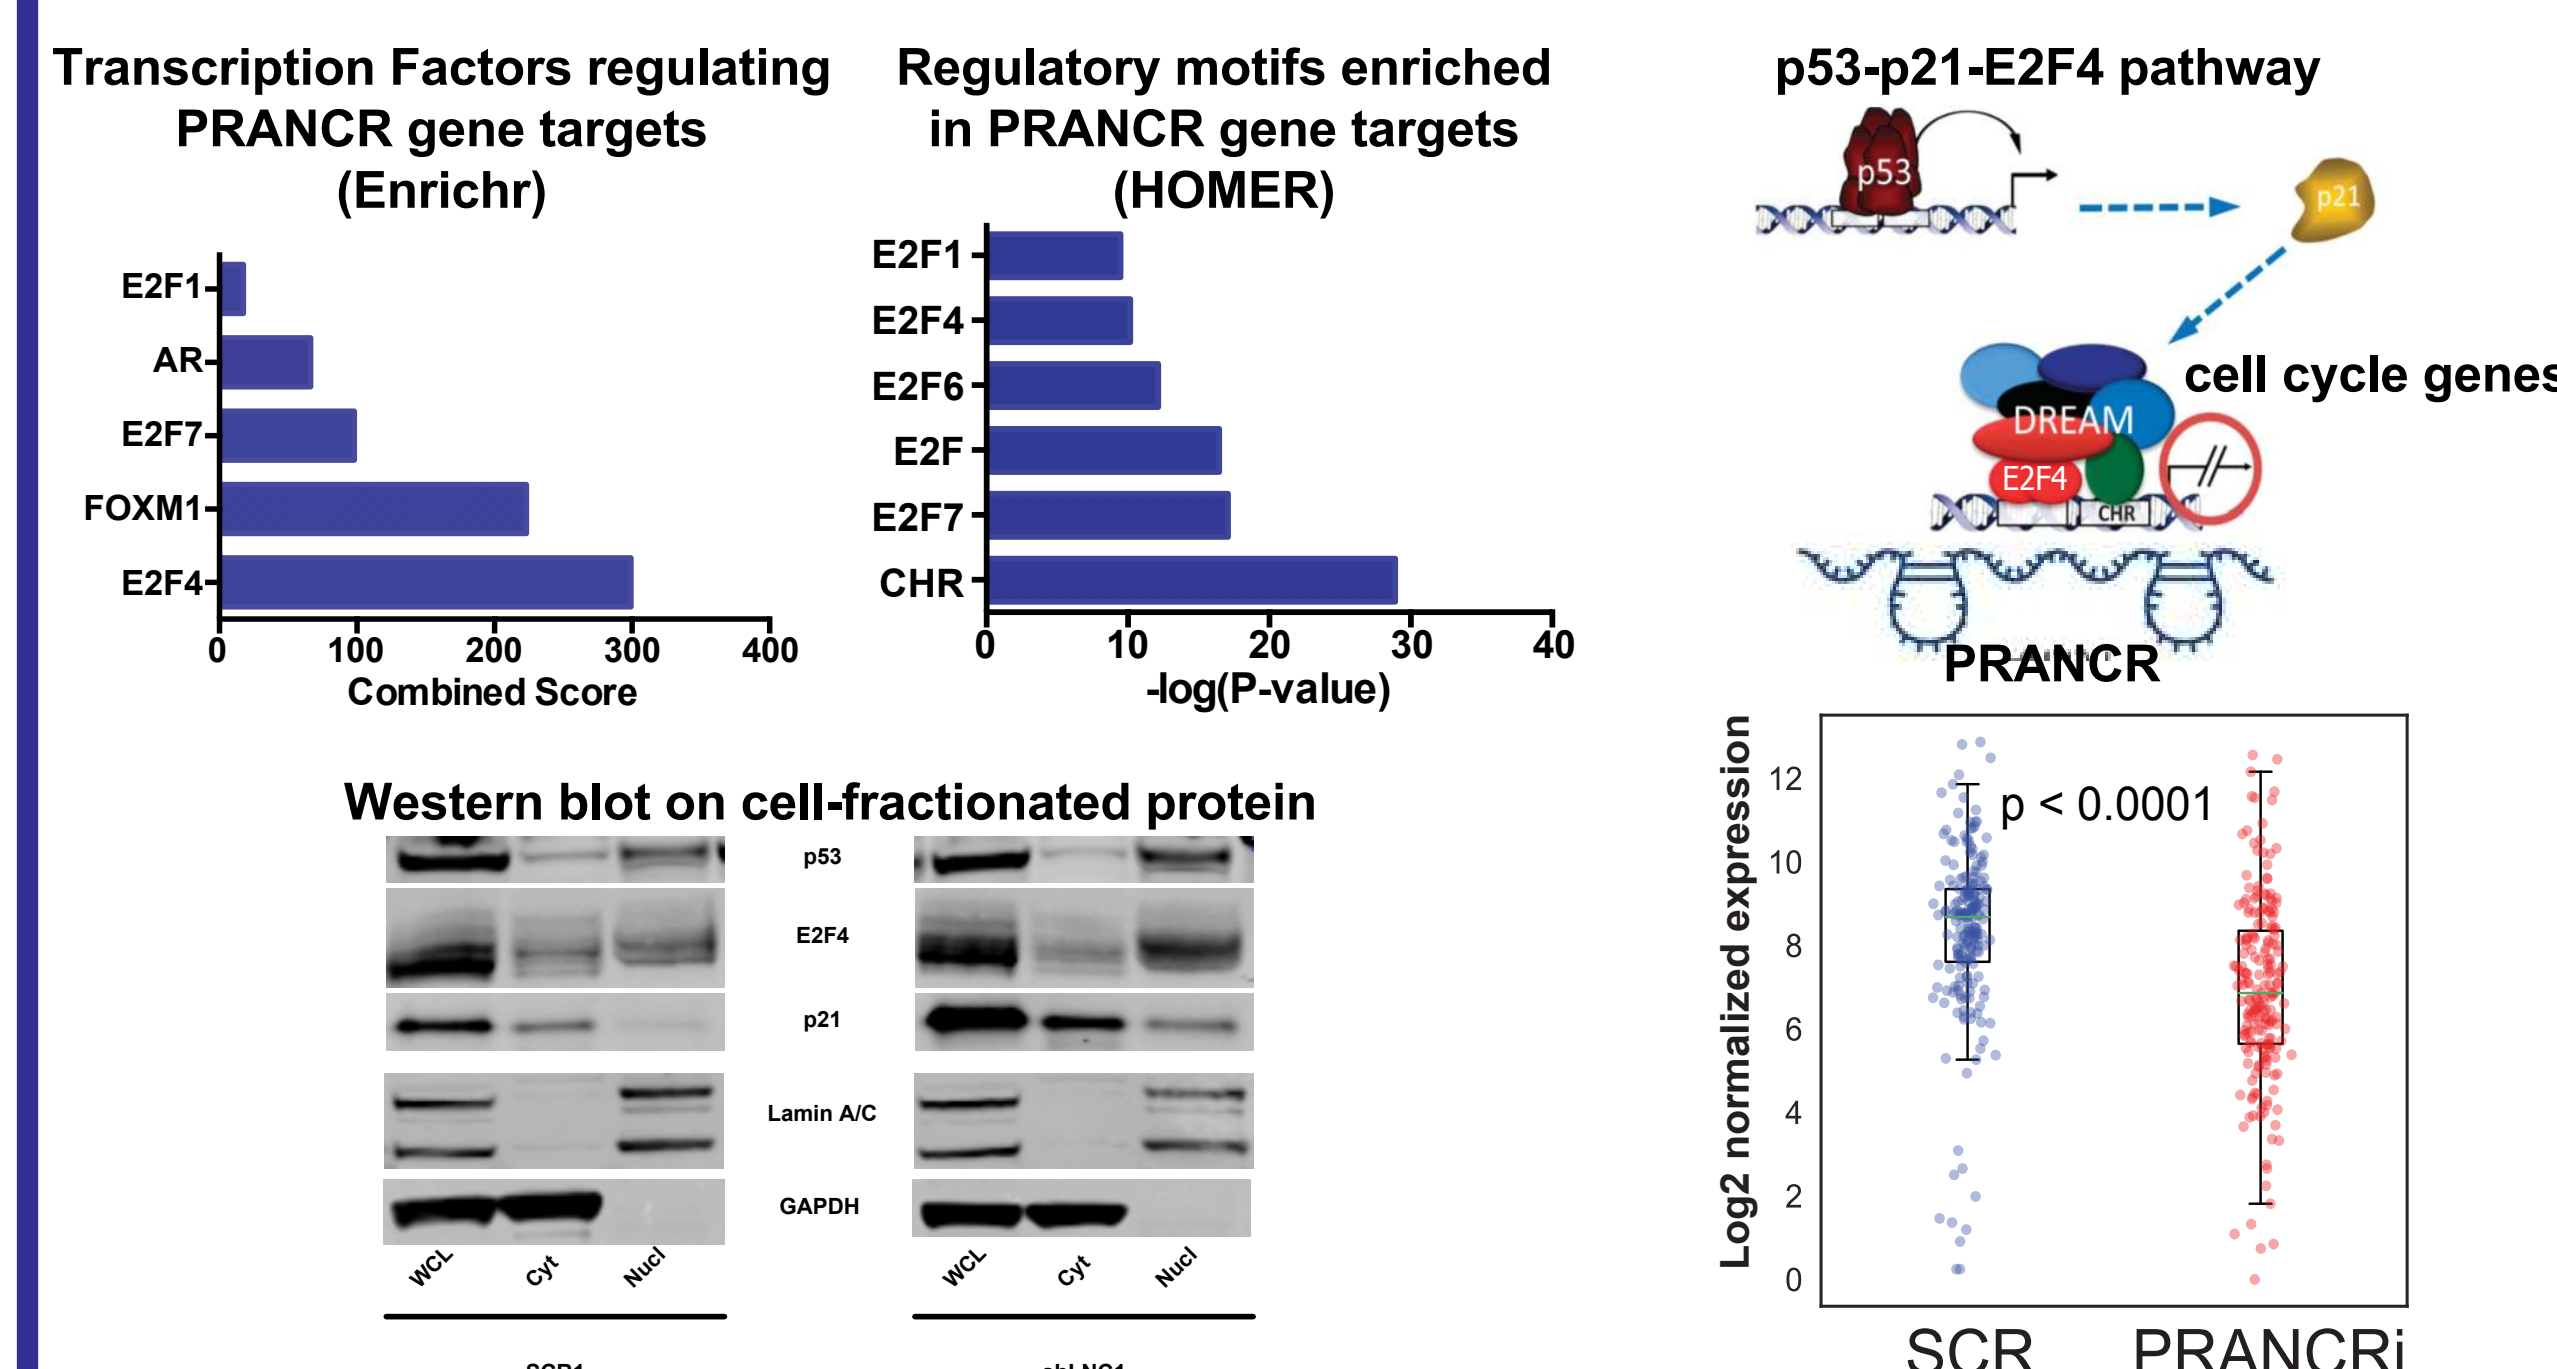 Transcription Factors regulating
PRANCR gene targets
(Enrichr)
E2F1
AR
E2F7
FOXM1
E2F4
0 100 200 300 400
Combined Score
Regulatory motifs enriched
in PRANCR gene targets
(HOMER)
E2F1
E2F4
E2F6
E2F
E2F7
CHR
0 10 20 30 40
-log(P-value)
p53-p21-E2F4 pathway
p53
p21
cell cycle genes
DREAM
E2F4
CHR
PRANCR
Western blot on cell-fractionated protein
p53
E2F4
p21
Lamin A/C
GAPDH
WCL Cyt Nucl
WCL Cyt Nucl
Log2 normalized expression
12
10
8
6
4
2
0
p < 0.0001
SCR PRANCRi